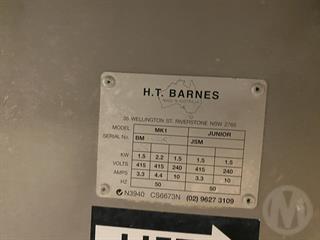 H.T. BARNES
MADE IN AUSTRALIA
35 WELLINGTON ST. RIVERSTONE NSW 2765
MODEL MK1 JUNIOR
SERIAL No. BM JSM
KW 1.5 2.2 1.5 1.5 1.5
VOLTS 415 415 240 415 240
AMPS 3.3 4.4 10 3.3 10
HZ 50 50
N3940 CS6673N (02) 9627 3109